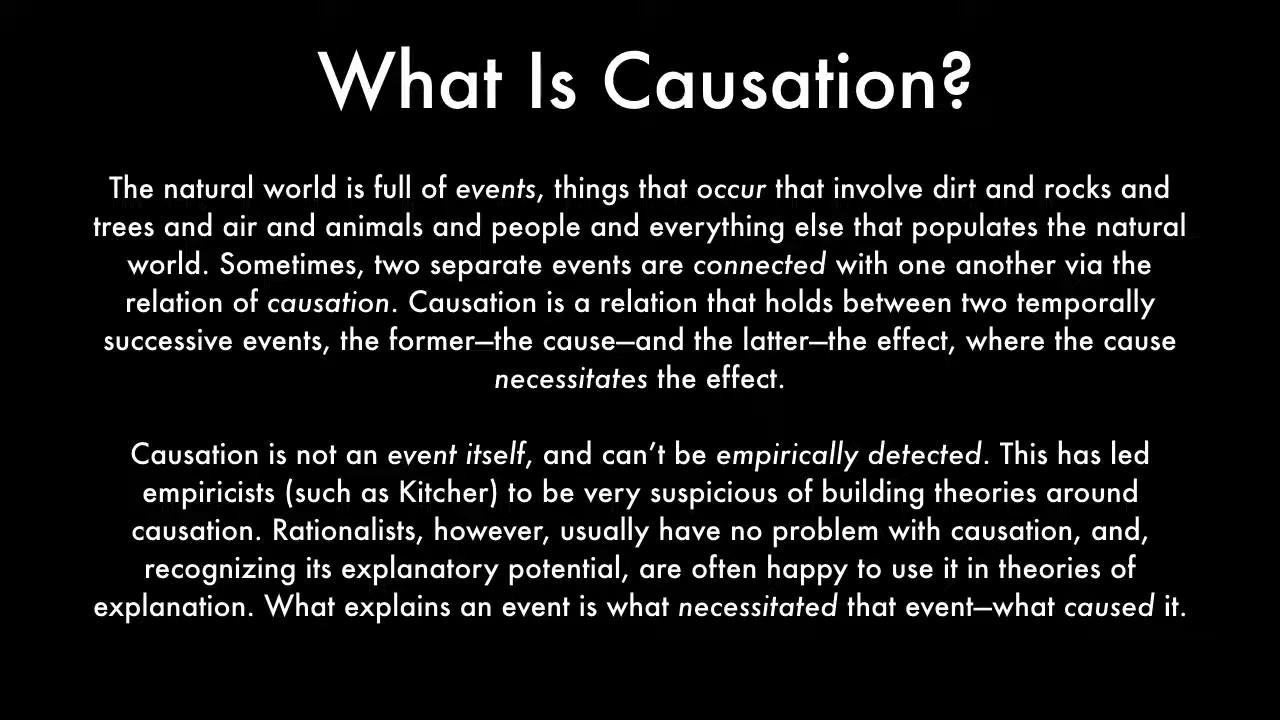 What Is Causation?
The natural world is full of events, things that occur that involve dirt and rocks and
trees and air and animals and people and everything else that populates the natural
world. Sometimes, two separate events are connected with one another via the
relation of causation. Causation is a relation that holds between two temporally
successive events, the former—the cause—and the latter—the effect, where the cause
necessitates the effect.
Causation is not an event itself, and can’t be empirically detected. This has led
empiricists (such as Kitcher) to be very suspicious of building theories around
causation. Rationalists, however, usually have no problem with causation, and,
recognizing its explanatory potential, are often happy to use it in theories of
explanation. What explains an event is what necessitated that event—what caused it.